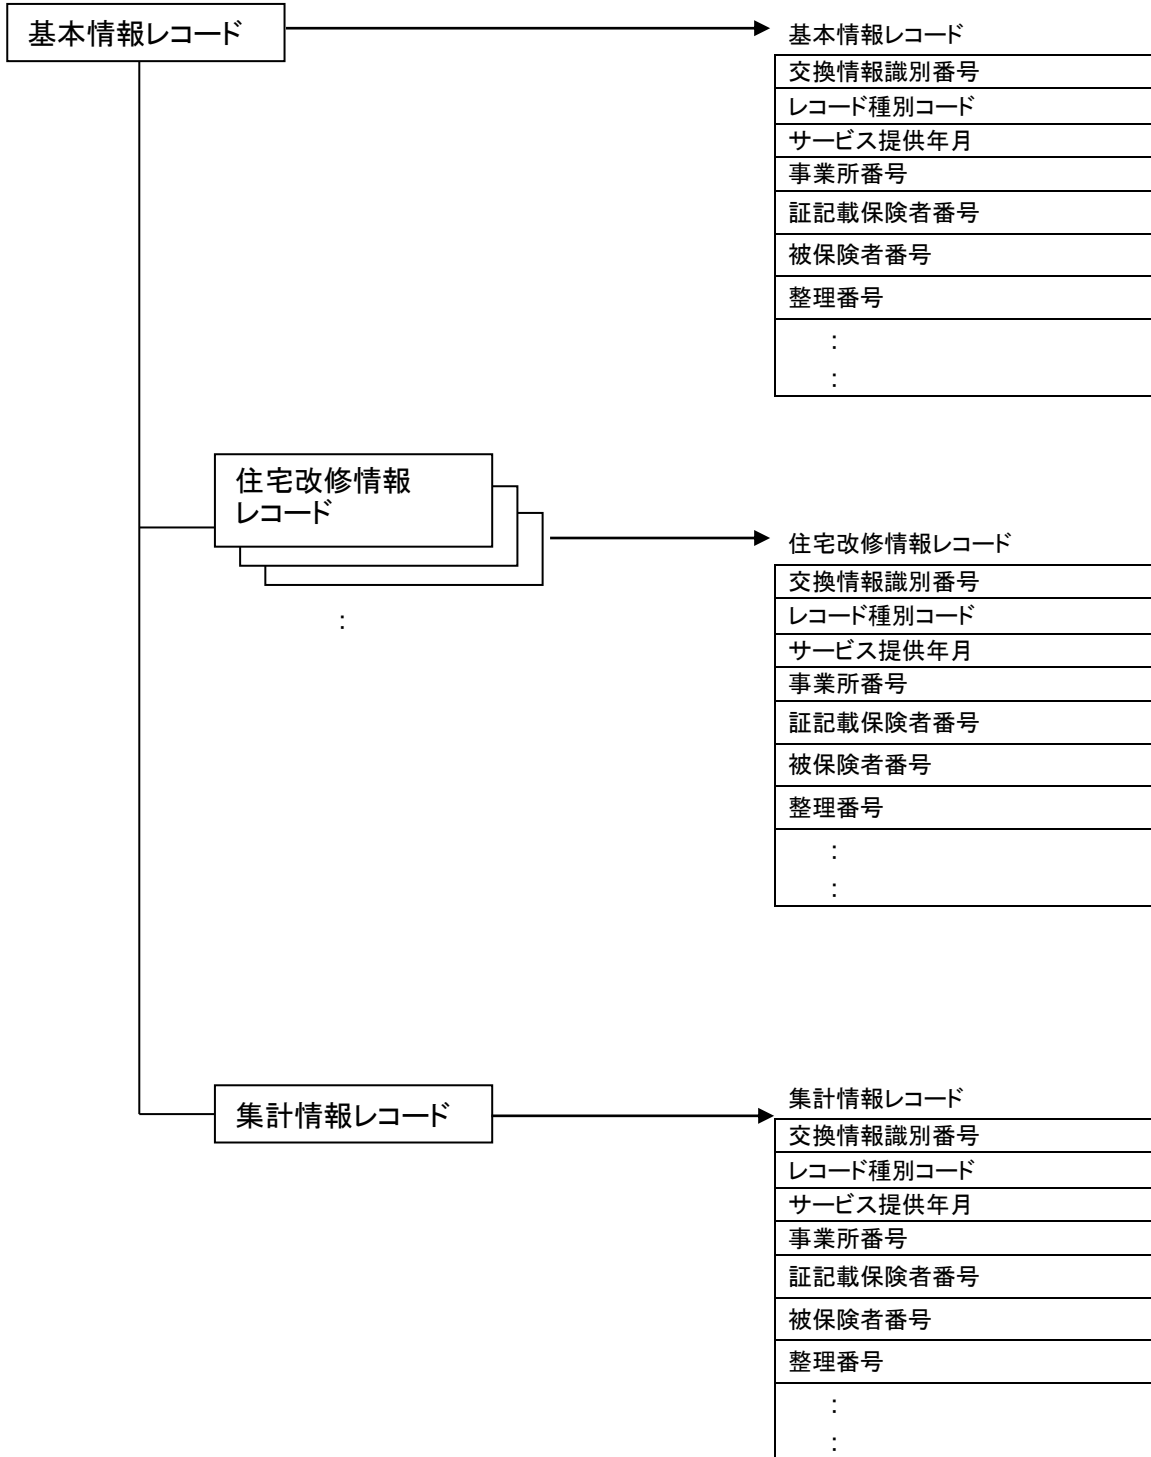 基本情報レコード
基本情報レコード
交換情報識別番号
レコード種別コード
サービス提供年月
事業所番号
証記載保険者番号
被保険者番号
整理番号
:
:
住宅改修情報
レコード
:
住宅改修情報レコード
交換情報識別番号
レコード種別コード
サービス提供年月
事業所番号
証記載保険者番号
被保険者番号
整理番号
:
:
集計情報レコード
集計情報レコード
交換情報識別番号
レコード種別コード
サービス提供年月
事業所番号
証記載保険者番号
被保険者番号
整理番号
:
: